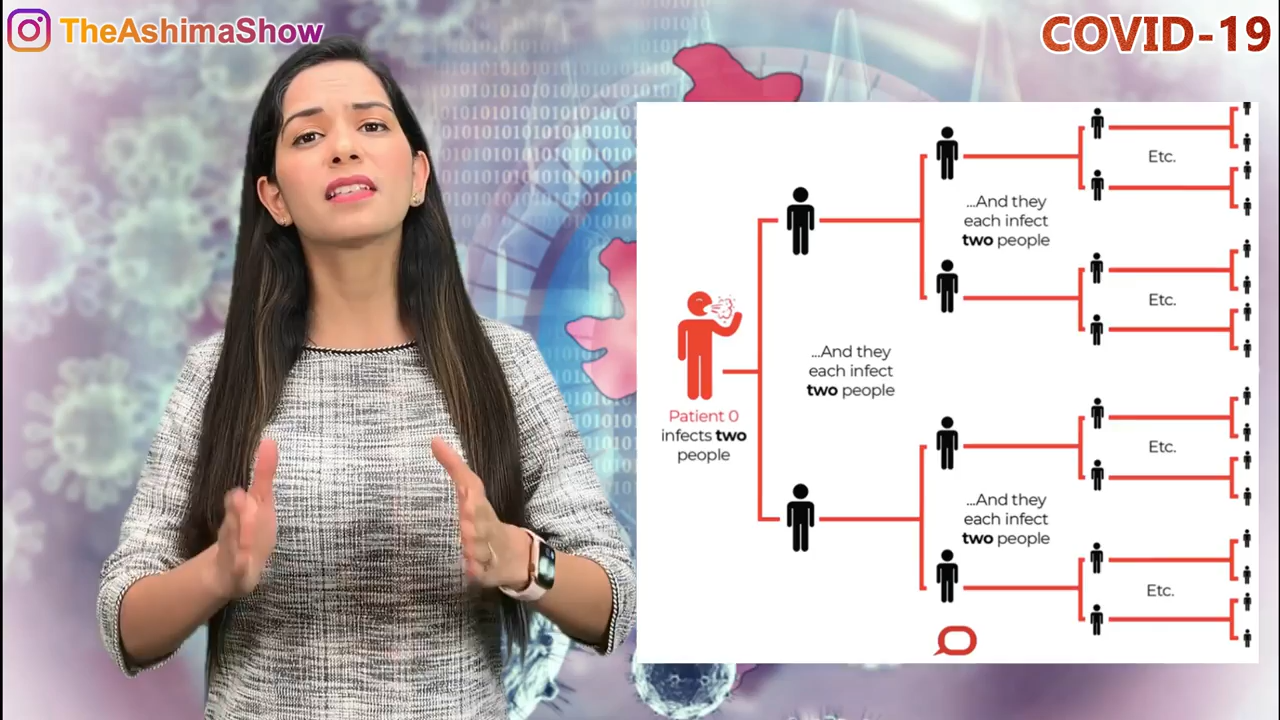 TheAshimaShow
COVID-19
Patient 0
infects two
people
...And they
each infect
two people
...And they
each infect
two people
...And they
each infect
two people
Etc.
Etc.
Etc.
Etc.